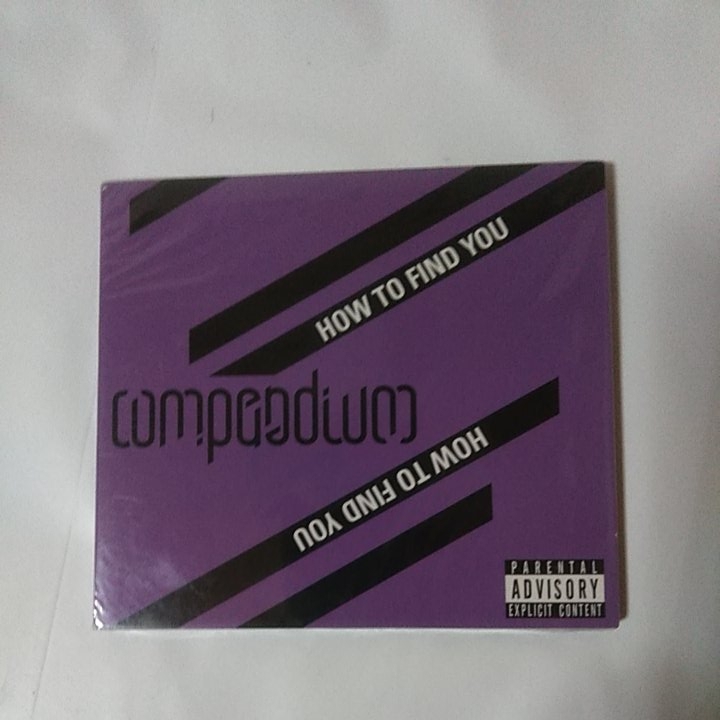 HOW TO FIND YOU
compendium
HOW TO FIND YOU
PARENTAL
ADVISORY
EXPLICIT CONTENT